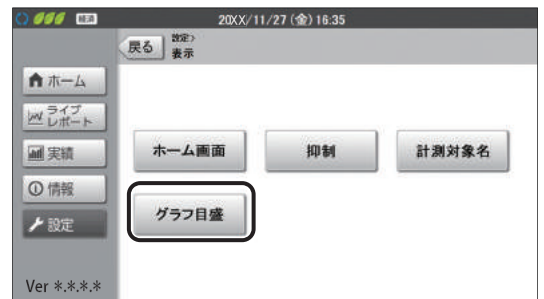 経済
20XX/11/27(金)16:35
戻る
設定>
表示
ホーム
ライブ
レポート
実績
情報
設定
Ver *.*.*.*
ホーム画面
抑制
計測対象名
グラフ目盛